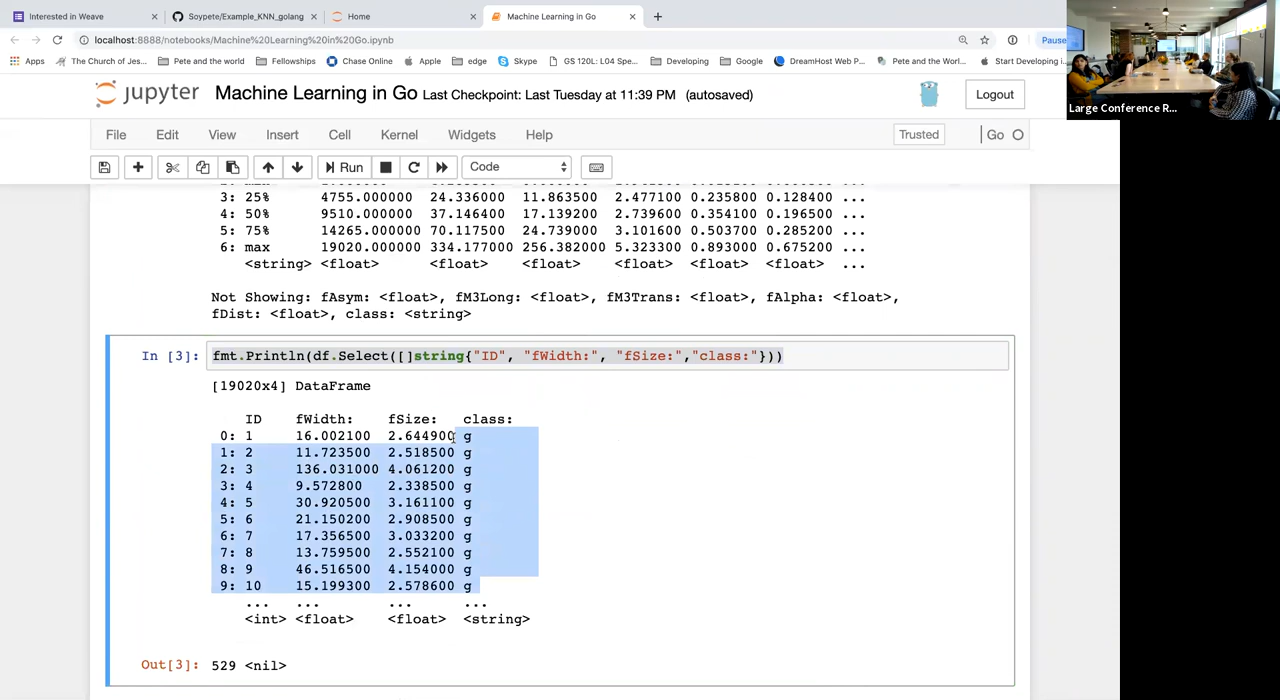 Interested in Weave
Soypete/Example_KNN_golang
Home
Machine Learning in Go
localhost:8888/notebooks/Machine%20Learning%20in%20Go.ipynb
Pause
Apps
The Church of Jes...
Pete and the world
Fellowships
Chase Online
Apple
edge
Skype
GS 120L: L04 Spe...
Developing
Google
DreamHost Web P...
Pete and the Worl...
Start Developing i...
Large Conference R...
jupyter Machine Learning in Go Last Checkpoint: Last Tuesday at 11:39 PM (autosaved)
Logout
File Edit View Insert Cell Kernel Widgets Help
Trusted
Go
Run
Code
3: 25% 4755.000000 24.336000 11.863500 2.477100 0.235800 0.128400 ...
4: 50% 9510.000000 37.146400 17.139200 2.739600 0.354100 0.196500 ...
5: 75% 14265.000000 70.117500 24.739000 3.101600 0.503700 0.285200 ...
6: max 19020.000000 334.177000 256.382000 5.323300 0.893000 0.675200 ...
<string> <float> <float> <float> <float> <float> <float> ...
Not Showing: fAsym: <float>, fM3Long: <float>, fM3Trans: <float>, fAlpha: <float>,
fDist: <float>, class: <string>
In [3]: fmt.Println(df.Select([]string{"ID", "fWidth:", "fSize:","class:"}))
[19020x4] DataFrame
ID fWidth: fSize: class:
0: 1 16.002100 2.644900 g
1: 2 11.723500 2.518500 g
2: 3 136.031000 4.061200 g
3: 4 9.572800 2.338500 g
4: 5 30.920500 3.161100 g
5: 6 21.150200 2.908500 g
6: 7 17.356500 3.033200 g
7: 8 13.759500 2.552100 g
8: 9 46.516500 4.154000 g
9: 10 15.199300 2.578600 g
... ... ... ...
<int> <float> <float> <string>
Out[3]: 529 <nil>